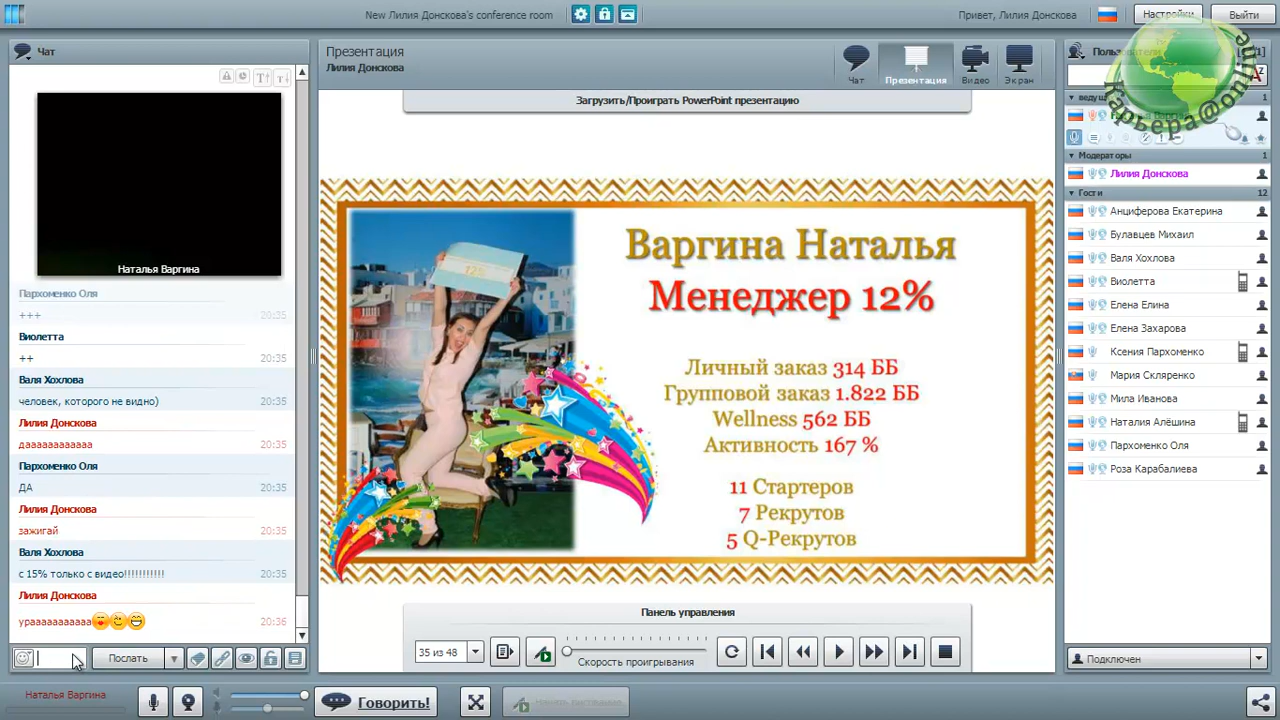 New Лилия Донскова's conference room
Привет, Лилия Донскова
Настройки
Выйти
Чат
Наталья Варгина
Пархоменко Оля
+++ 20:35
Виолетта
++ 20:35
Валя Хохлова
человек, которого не видно) 20:35
Лилия Донскова
дааааааааааа 20:35
Пархоменко Оля
ДА 20:35
Лилия Донскова
зажигай 20:35
Валя Хохлова
с 15% только с видео!!!!!!!!!!! 20:35
Лилия Донскова
ураааааааааа 20:36
Послать
Презентация
Лилия Донскова
Чат
Презентация
Видео
Экран
Загрузить/Проиграть PowerPoint презентацию
12%
Варгина Наталья
Менеджер 12%
Личный заказ 314 ББ
Групповой заказ 1.822 ББ
Wellness 562 ББ
Активность 167 %
11 Стартеров
7 Рекрутов
5 Q-Рекрутов
Панель управления
35 из 48
Скорость проигрывания
карьера@online
Модераторы 1
Лилия Донскова
Гости 12
Анциферова Екатерина
Булавцев Михаил
Валя Хохлова
Виолетта
Елена Елина
Елена Захарова
Ксения Пархоменко
Мария Скляренко
Мила Иванова
Наталия Алёшина
Пархоменко Оля
Роза Карабалиева
Подключен
Наталья Варгина
Говорить!